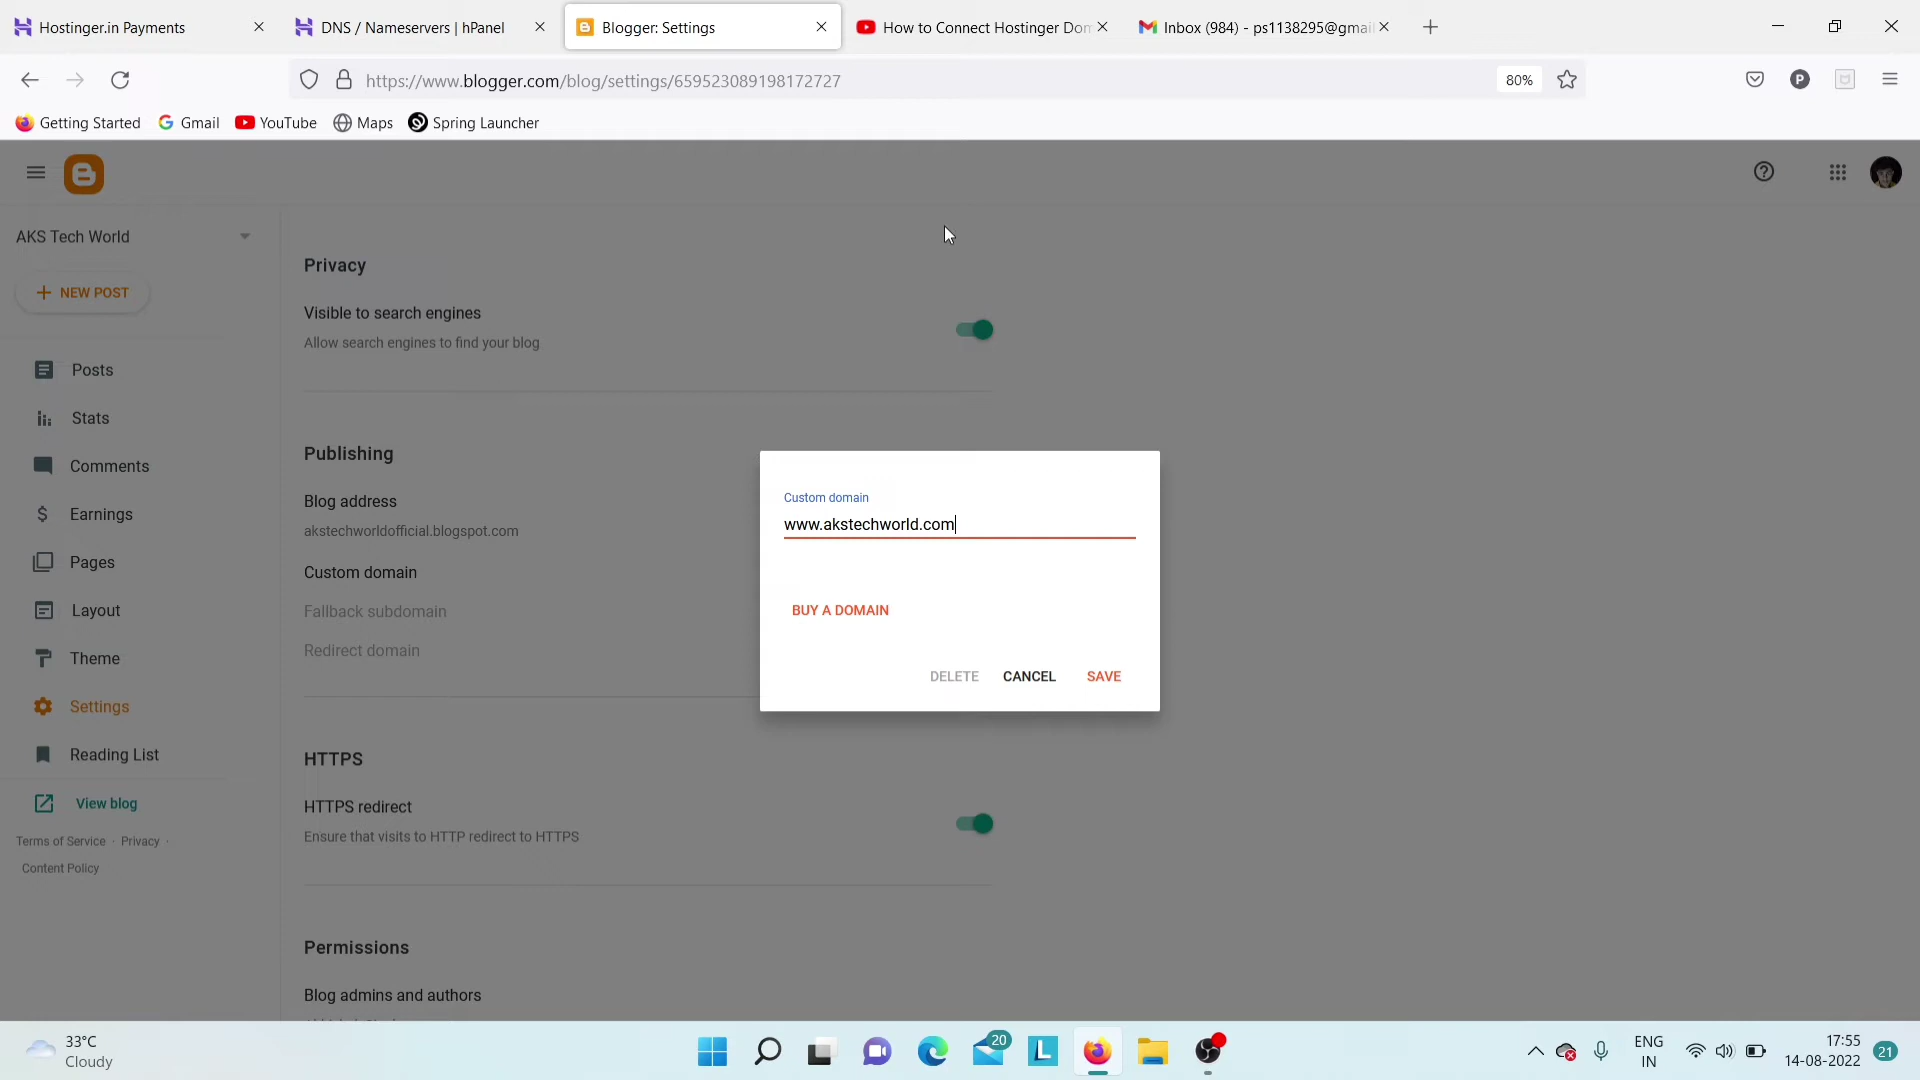 Hostinger.in Payments
DNS / Nameservers | hPanel
Blogger: Settings
How to Connect Hostinger Dom
Inbox (984) - ps1138295@gmail
https://www.blogger.com/blog/settings/659523089198172727
80%
P
Getting Started
Gmail
YouTube
Maps
Spring Launcher
AKS Tech World
NEW POST
Posts
Stats
Comments
Earnings
Pages
Layout
Theme
Settings
Reading List
View blog
Terms of Service · Privacy ·
Content Policy
Privacy
Visible to search engines
Allow search engines to find your blog
Publishing
Blog address
akstechworldofficial.blogspot.com
Custom domain
Fallback subdomain
Redirect domain
HTTPS
HTTPS redirect
Ensure that visits to HTTP redirect to HTTPS
Permissions
Blog admins and authors
Custom domain
www.akstechworld.com
BUY A DOMAIN
DELETE
CANCEL
SAVE
33°C
Cloudy
20
L
ENG
IN
17:55
14-08-2022
21